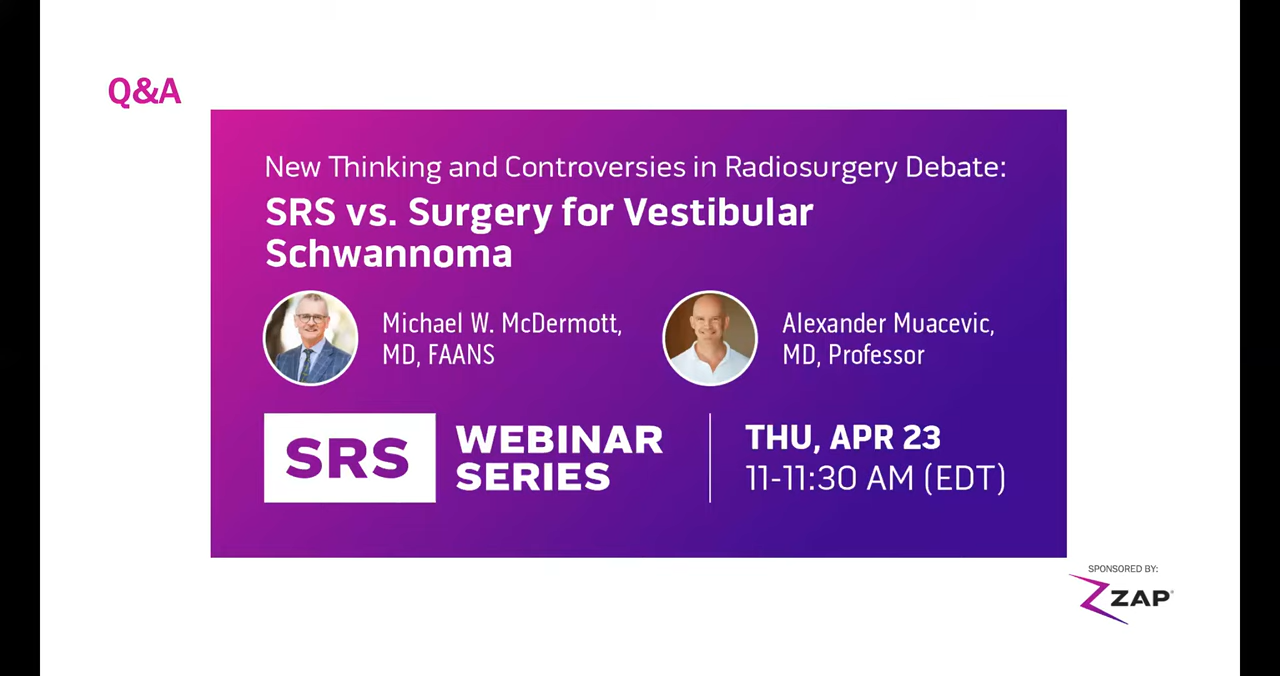 Q&A
New Thinking and Controversies in Radiosurgery Debate:
SRS vs. Surgery for Vestibular
Schwannoma
Michael W. McDermott,
MD, FAANS
Alexander Muacevic,
MD, Professor
SRS
WEBINAR
SERIES
THU, APR 23
11-11:30 AM (EDT)
SPONSORED BY:
ZAP